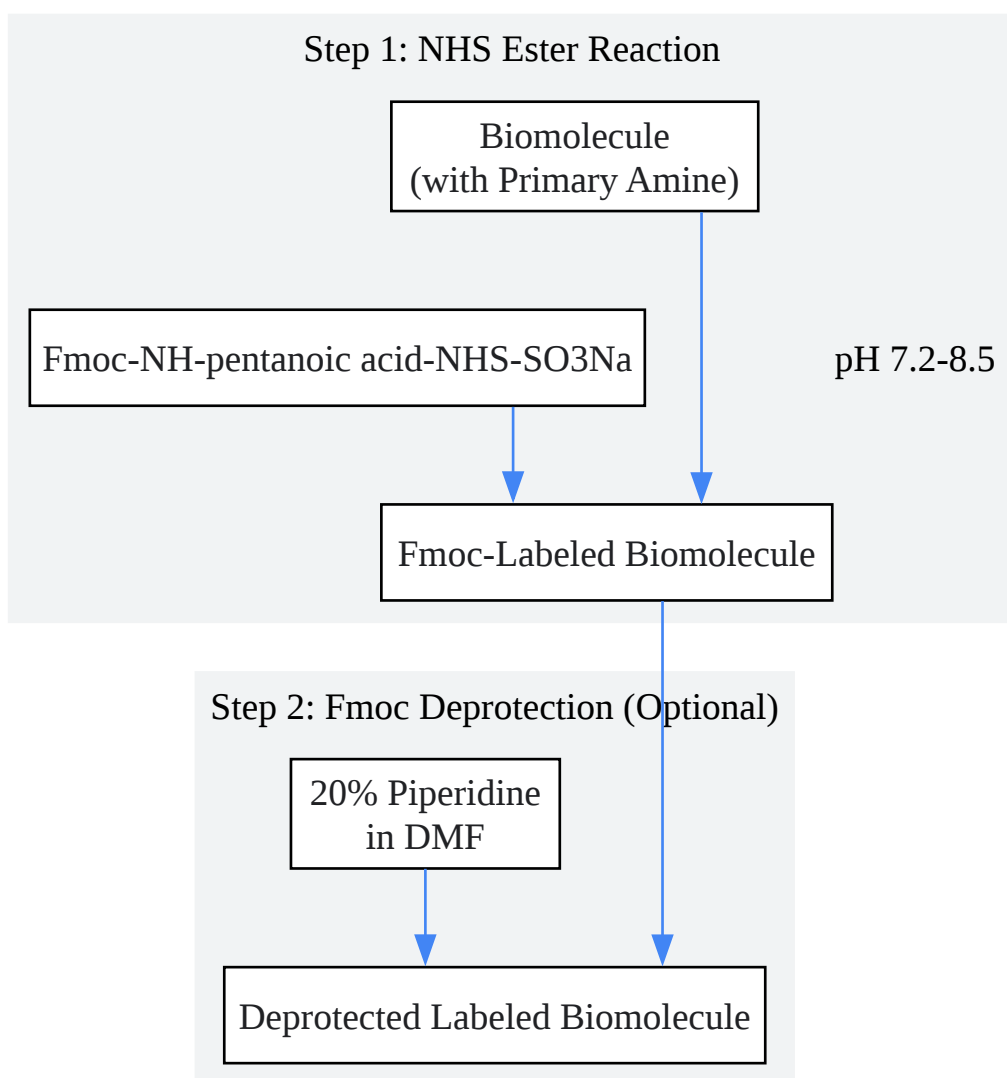 Step 1: NHS Ester Reaction
Biomolecule
(with Primary Amine)
Fmoc-NH-pentanoic acid-NHS-SO3Na
pH 7.2-8.5
Fmoc-Labeled Biomolecule
Step 2: Fmoc Deprotection (Optional)
20% Piperidine
in DMF
Deprotected Labeled Biomolecule